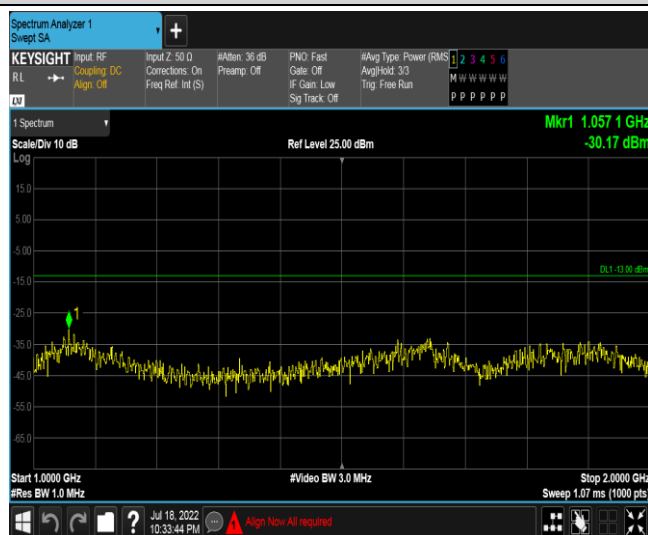 Spectrum Analyzer 1
Swept SA
+
KEYSIGHT
RL
LXI
Input: RF
Coupling: DC
Align: Off
Input Z: 50 Ω
Corrections: On
Freq Ref: Int (S)
#Atten: 36 dB
Preamp: Off
PNO: Fast
Gate: Off
IF Gain: Low
Sig Track: Off
#Avg Type: Power (RMS
Avg|Hold: 3/3
Trig: Free Run
1 2 3 4 5 6
M W W W W W
P P P P P P
1 Spectrum
Mkr1 1.057 1 GHz
-30.17 dBm
Scale/Div 10 dB
Ref Level 25.00 dBm
Log
15.0
5.00
-5.00
DL1 -13.00 dBm
-15.0
-25.0
1
-35.0
-45.0
-55.0
-65.0
Start 1.0000 GHz
#Video BW 3.0 MHz
Stop 2.0000 GHz
#Res BW 1.0 MHz
Sweep 1.07 ms (1000 pts)
?
Jul 18, 2022
10:33:44 PM
Align Now All required